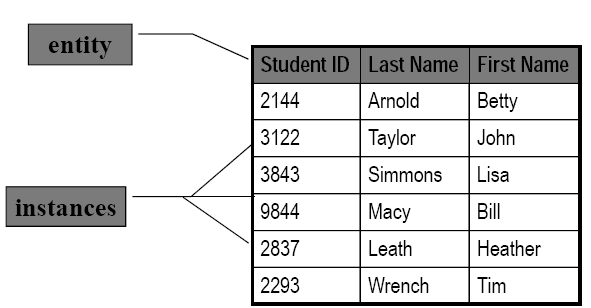 entity
Student ID Last Name First Name
2144 Arnold Betty
3122 Taylor John
3843 Simmons Lisa
instances
9844 Macy Bill
2837 Leath Heather
2293 Wrench Tim